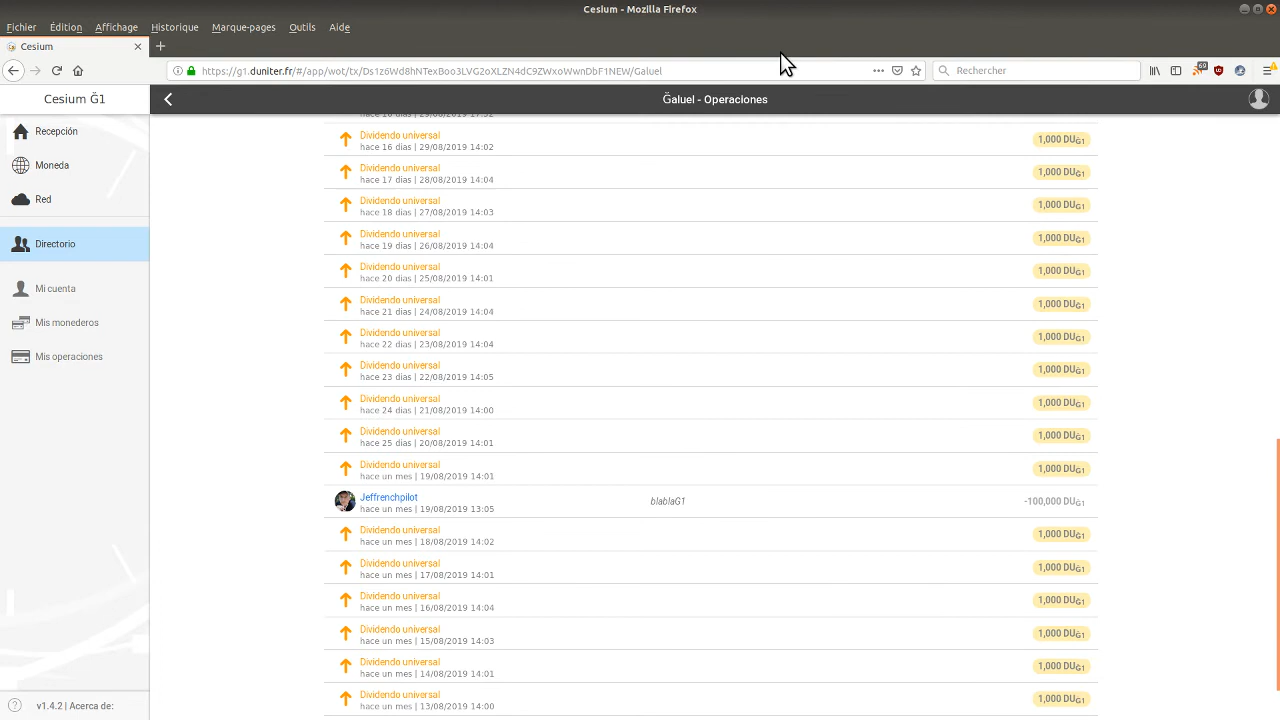 Cesium - Mozilla Firefox
Fichier Édition Affichage Historique Marque-pages Outils Aide
Cesium
https://g1.duniter.fr/#/app/wot/tx/Ds1z6Wd8hNTexBoo3LVG2oXLZN4dC9ZWxoWwnDbF1NEW/Galuel
Rechercher
69
Cesium Ğ1
Ğaluel - Operaciones
Recepción
Moneda
Red
Directorio
Mi cuenta
Mis monederos
Mis operaciones
v1.4.2 | Acerca de:
Dividendo universal 1,000 DUĞ1
hace 16 dias | 29/08/2019 14:02
Dividendo universal 1,000 DUĞ1
hace 17 dias | 28/08/2019 14:04
Dividendo universal 1,000 DUĞ1
hace 18 dias | 27/08/2019 14:03
Dividendo universal 1,000 DUĞ1
hace 19 dias | 26/08/2019 14:04
Dividendo universal 1,000 DUĞ1
hace 20 dias | 25/08/2019 14:01
Dividendo universal 1,000 DUĞ1
hace 21 dias | 24/08/2019 14:04
Dividendo universal 1,000 DUĞ1
hace 22 dias | 23/08/2019 14:04
Dividendo universal 1,000 DUĞ1
hace 23 dias | 22/08/2019 14:05
Dividendo universal 1,000 DUĞ1
hace 24 dias | 21/08/2019 14:00
Dividendo universal 1,000 DUĞ1
hace 25 dias | 20/08/2019 14:01
Dividendo universal 1,000 DUĞ1
hace un mes | 19/08/2019 14:01
Jeffrenchpilot blablaG1 -100,000 DUĞ1
hace un mes | 19/08/2019 13:05
Dividendo universal 1,000 DUĞ1
hace un mes | 18/08/2019 14:02
Dividendo universal 1,000 DUĞ1
hace un mes | 17/08/2019 14:01
Dividendo universal 1,000 DUĞ1
hace un mes | 16/08/2019 14:04
Dividendo universal 1,000 DUĞ1
hace un mes | 15/08/2019 14:03
Dividendo universal 1,000 DUĞ1
hace un mes | 14/08/2019 14:01
Dividendo universal 1,000 DUĞ1
hace un mes | 13/08/2019 14:00